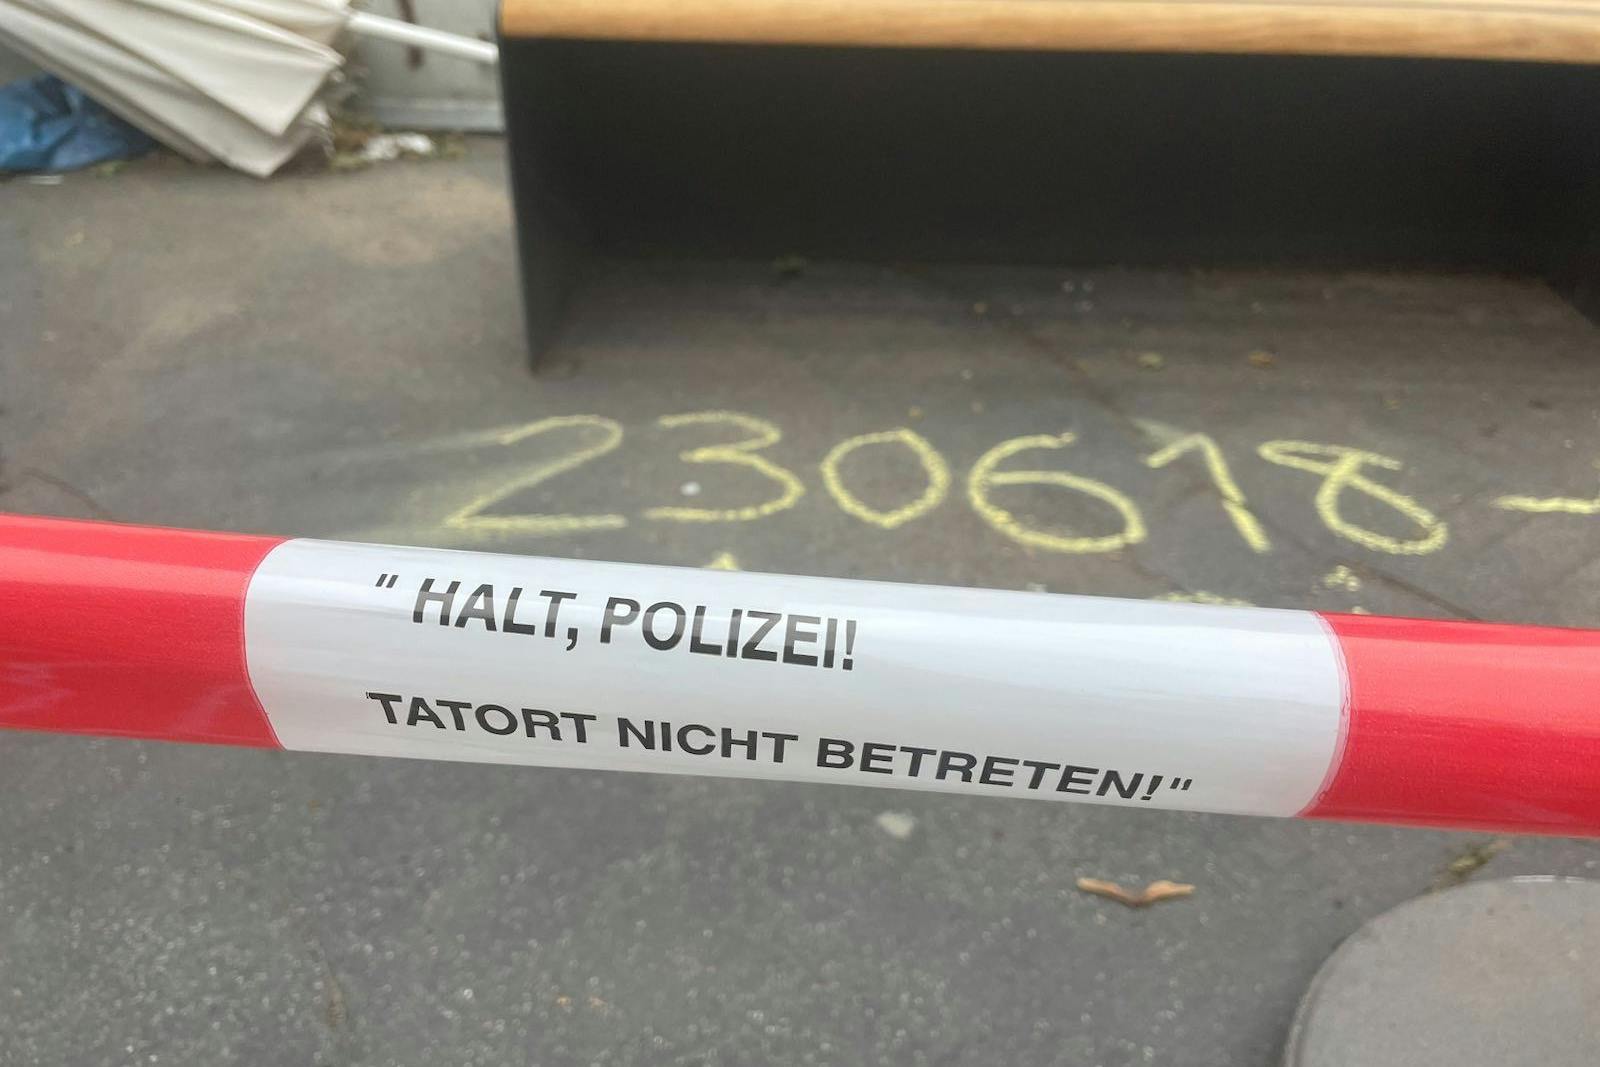 230618-
" HALT, POLIZEI!
TATORT NICHT BETRETEN!"